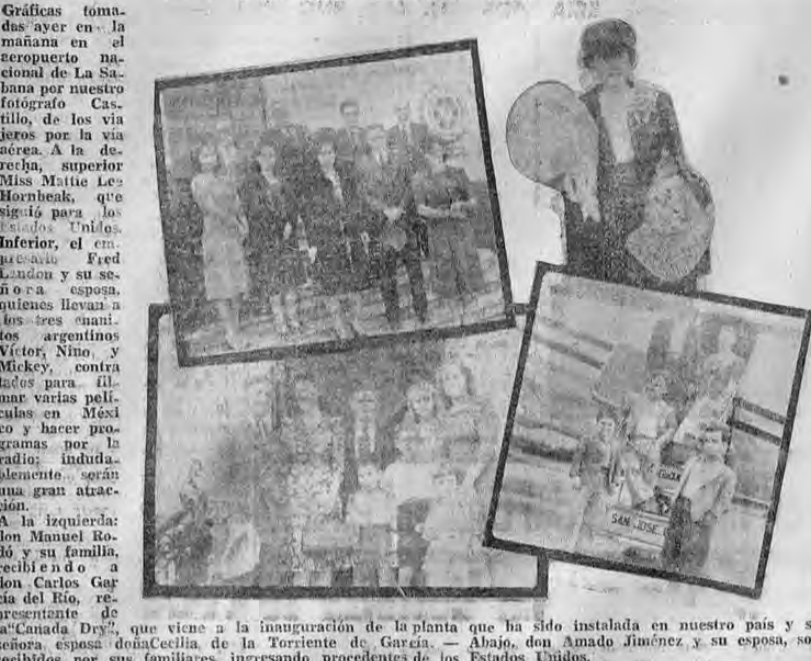 Gráficas toma-
das ayer en la
mañana en el
aeropuerto na-
cional de La Sa-
bana por nuestro
fotógrafo Cas-
tillo, de los via
jeros por la vía
aérea. A la de-
recha, superior
Miss Mattie Lee
Hornbeak, que
siguió para los
Estados Unidos.
Inferior, el em-
presario Fred
Landon y su se-
ñora esposa,
quienes llevan a
los tres enani-
tos argentinos
Víctor, Nino, y
Mickey, contra
tados para fil-
mar varias pelí-
culas en Méxi
co y hacer pro-
gramas por la
radio; induda-
blemente serán
una gran atrac-
ción.
A la izquierda:
don Manuel Ro-
dó y su familia,
recibiendo a
don Carlos Gar
cía del Río, re-
presentante de
la "Canada Dry", que viene a la inauguración de la planta que ha sido instalada en nuestro país y s
señora esposa doña Cecilia de la Torriente de García. — Abajo, don Amado Jiménez y su esposa, so
recibidos por sus familiares, ingresando procedentes de los Estados Unidos.
SAN JOSE